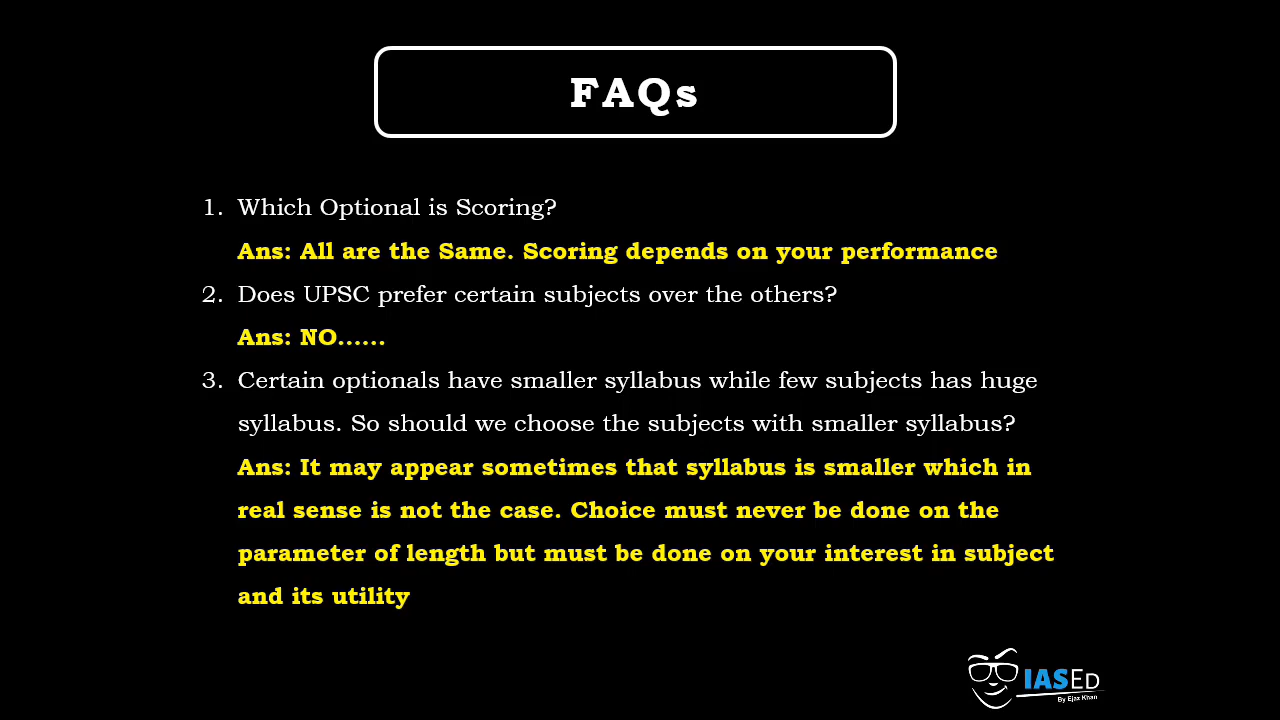 FAQs
1. Which Optional is Scoring?
Ans: All are the Same. Scoring depends on your performance
2. Does UPSC prefer certain subjects over the others?
Ans: NO......
3. Certain optionals have smaller syllabus while few subjects has huge
syllabus. So should we choose the subjects with smaller syllabus?
Ans: It may appear sometimes that syllabus is smaller which in
real sense is not the case. Choice must never be done on the
parameter of length but must be done on your interest in subject
and its utility
IASED
By Ejaz Khan